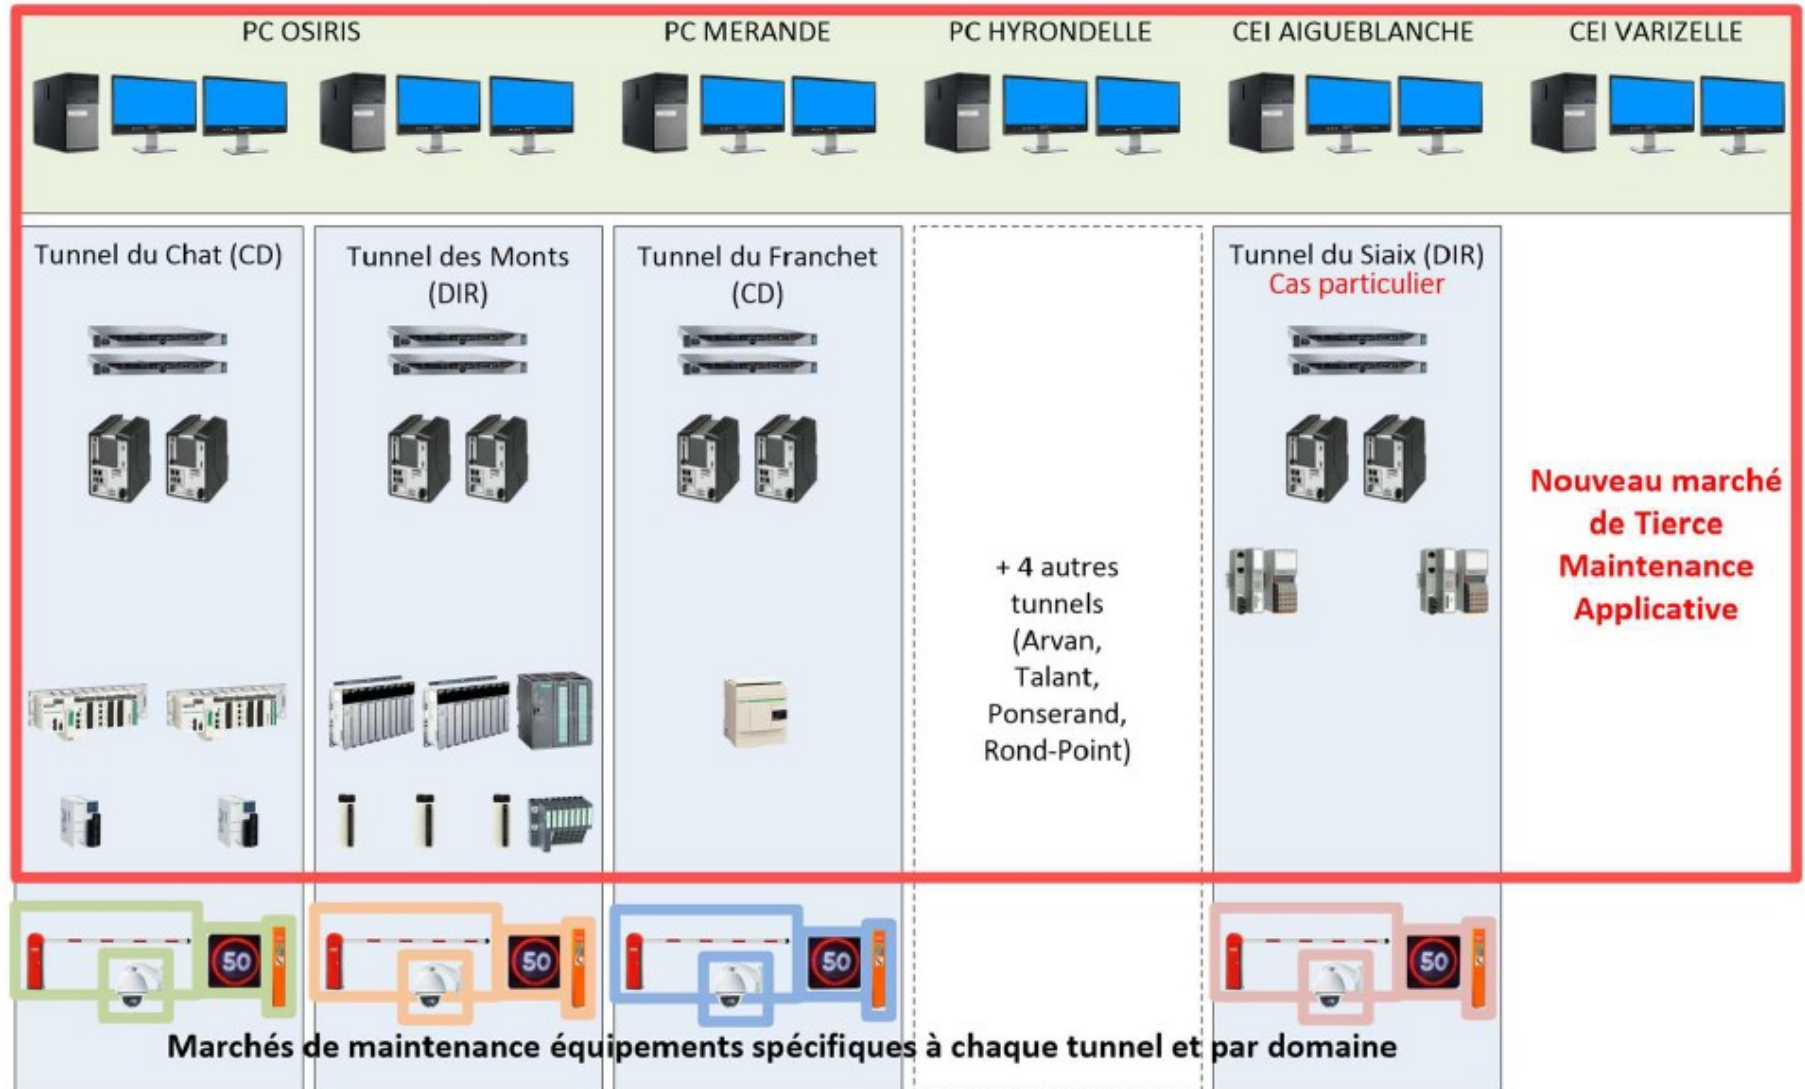 PC OSIRIS
PC MERANDE
PC HYRONDELLE
CEI AIGUEBLANCHE
CEI VARIZELLE
Tunnel du Chat (CD)
Tunnel des Monts
(DIR)
Tunnel du Franchet
(CD)
+ 4 autres
tunnels
(Arvan,
Talant,
Ponserand,
Rond-Point)
Tunnel du Siaix (DIR)
Cas particulier
Nouveau marché
de Tierce
Maintenance
Applicative
50
50
50
50
Marchés de maintenance équipements spécifiques à chaque tunnel et par domaine